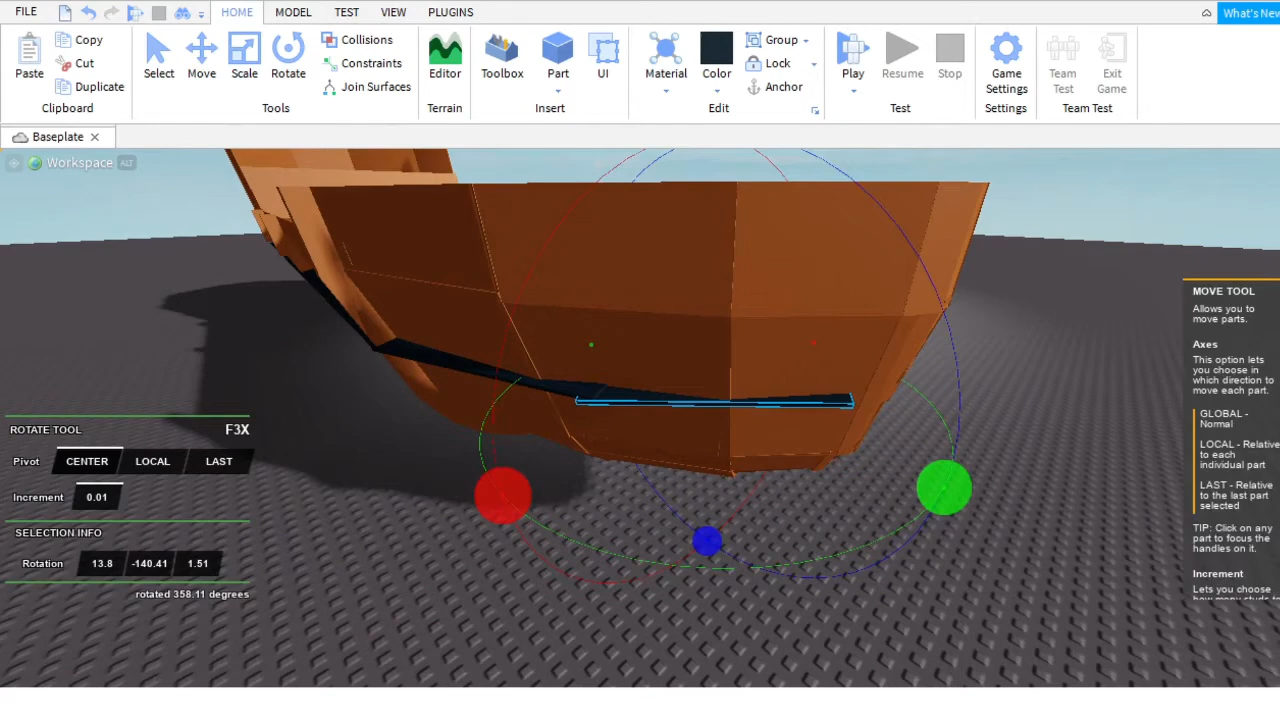 FILE
HOME
MODEL
TEST
VIEW
PLUGINS
What's New
Paste
Copy
Cut
Duplicate
Clipboard
Select
Move
Scale
Rotate
Collisions
Constraints
Join Surfaces
Tools
Editor
Terrain
Toolbox
Part
UI
Insert
Material
Color
Group
Lock
Anchor
Edit
Play
Resume
Stop
Test
Game
Settings
Settings
Team
Test
Exit
Game
Team Test
Baseplate
Workspace ALT
MOVE TOOL
Allows you to
move parts.
Axes
This option lets
you choose in
which direction to
move each part.
GLOBAL -
Normal
LOCAL - Relative
to each
individual part
LAST - Relative
to the last part
selected
TIP: Click on any
part to focus the
handles on it.
Increment
Lets you choose
ROTATE TOOL F3X
Pivot CENTER LOCAL LAST
Increment 0.01
SELECTION INFO
Rotation 13.8 -140.41 1.51
rotated 358.11 degrees